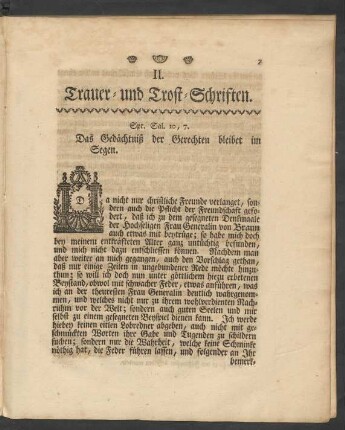 2
II.
Trauer- und Trost-Schriften.
Spr. Sal. 10, 7.
Das Gedächtniß der Gerechten bleibet im
Segen.
Da nicht nur christliche Freunde verlanget, son-
dern auch die Pflicht der Freundschaft gefo-
dert, daß ich zu dem gesegneten Denkmaale
der Hochseligen Frau Generalin von Braun
auch etwas mit beytrüge; so habe mich doch
bey meinem entkräfteten Alter ganz untüchtig befunden,
und mich nicht dazu entschliessen können. Nachdem man
aber weiter an mich gegangen, auch den Vorschlag gethan,
daß nur einige Zeilen in ungebundener Rede möchte hinzu-
thun; so will ich doch nun unter göttlichem hiezu erbetenen
Beystand, obwol mit schwacher Feder, etwas anführen, was
ich an der theuresten Frau Generalin deutlich wahrgenom-
men, und welches nicht nur zu ihrem wohlverdienten Nach-
ruhm vor der Welt; sondern auch guten Seelen und mir
selbst zu einem gesegneten Beyspiel dienen kann. Ich werde
hiebey keinen eitlen Lobredner abgeben, auch nicht mit ge-
schmückten Worten ihre Gabe und Tugenden zu schildern
suchen; sondern nur die Wahrheit, welche keine Schminke
nöthig hat, die Feder führen lassen, und folgender an Ihr
bemerk-